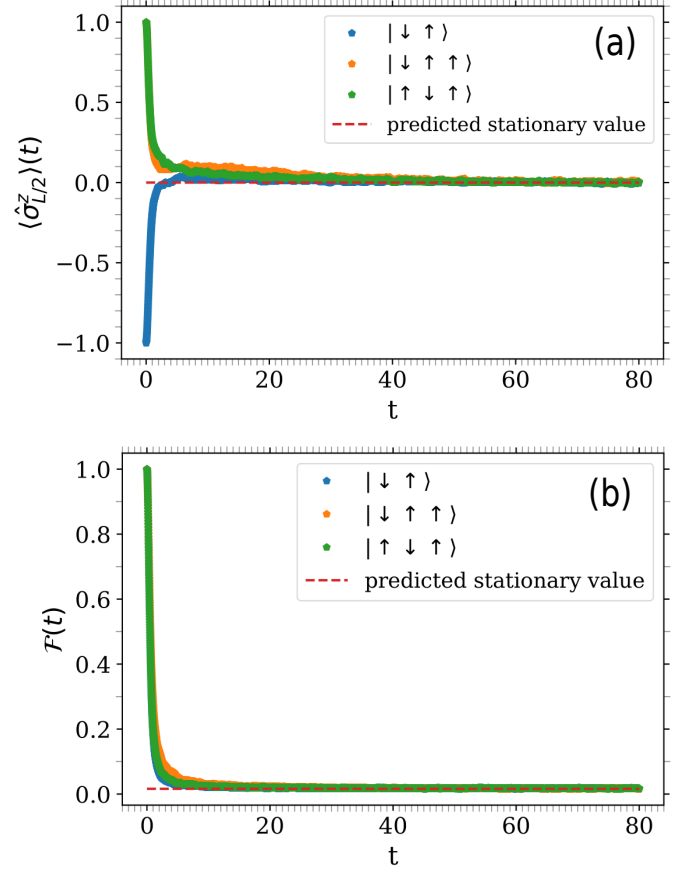 (a)
| ↓ ↑ ⟩
| ↓ ↑ ↑ ⟩
| ↑ ↓ ↑ ⟩
predicted stationary value
1.0
0.5
0.0
−0.5
−1.0
⟨σ̂ᶻ_{L/2}⟩(t)
0 20 40 60 80
t
(b)
| ↓ ↑ ⟩
| ↓ ↑ ↑ ⟩
| ↑ ↓ ↑ ⟩
predicted stationary value
1.0
0.8
0.6
0.4
0.2
0.0
ℱ(t)
0 20 40 60 80
t